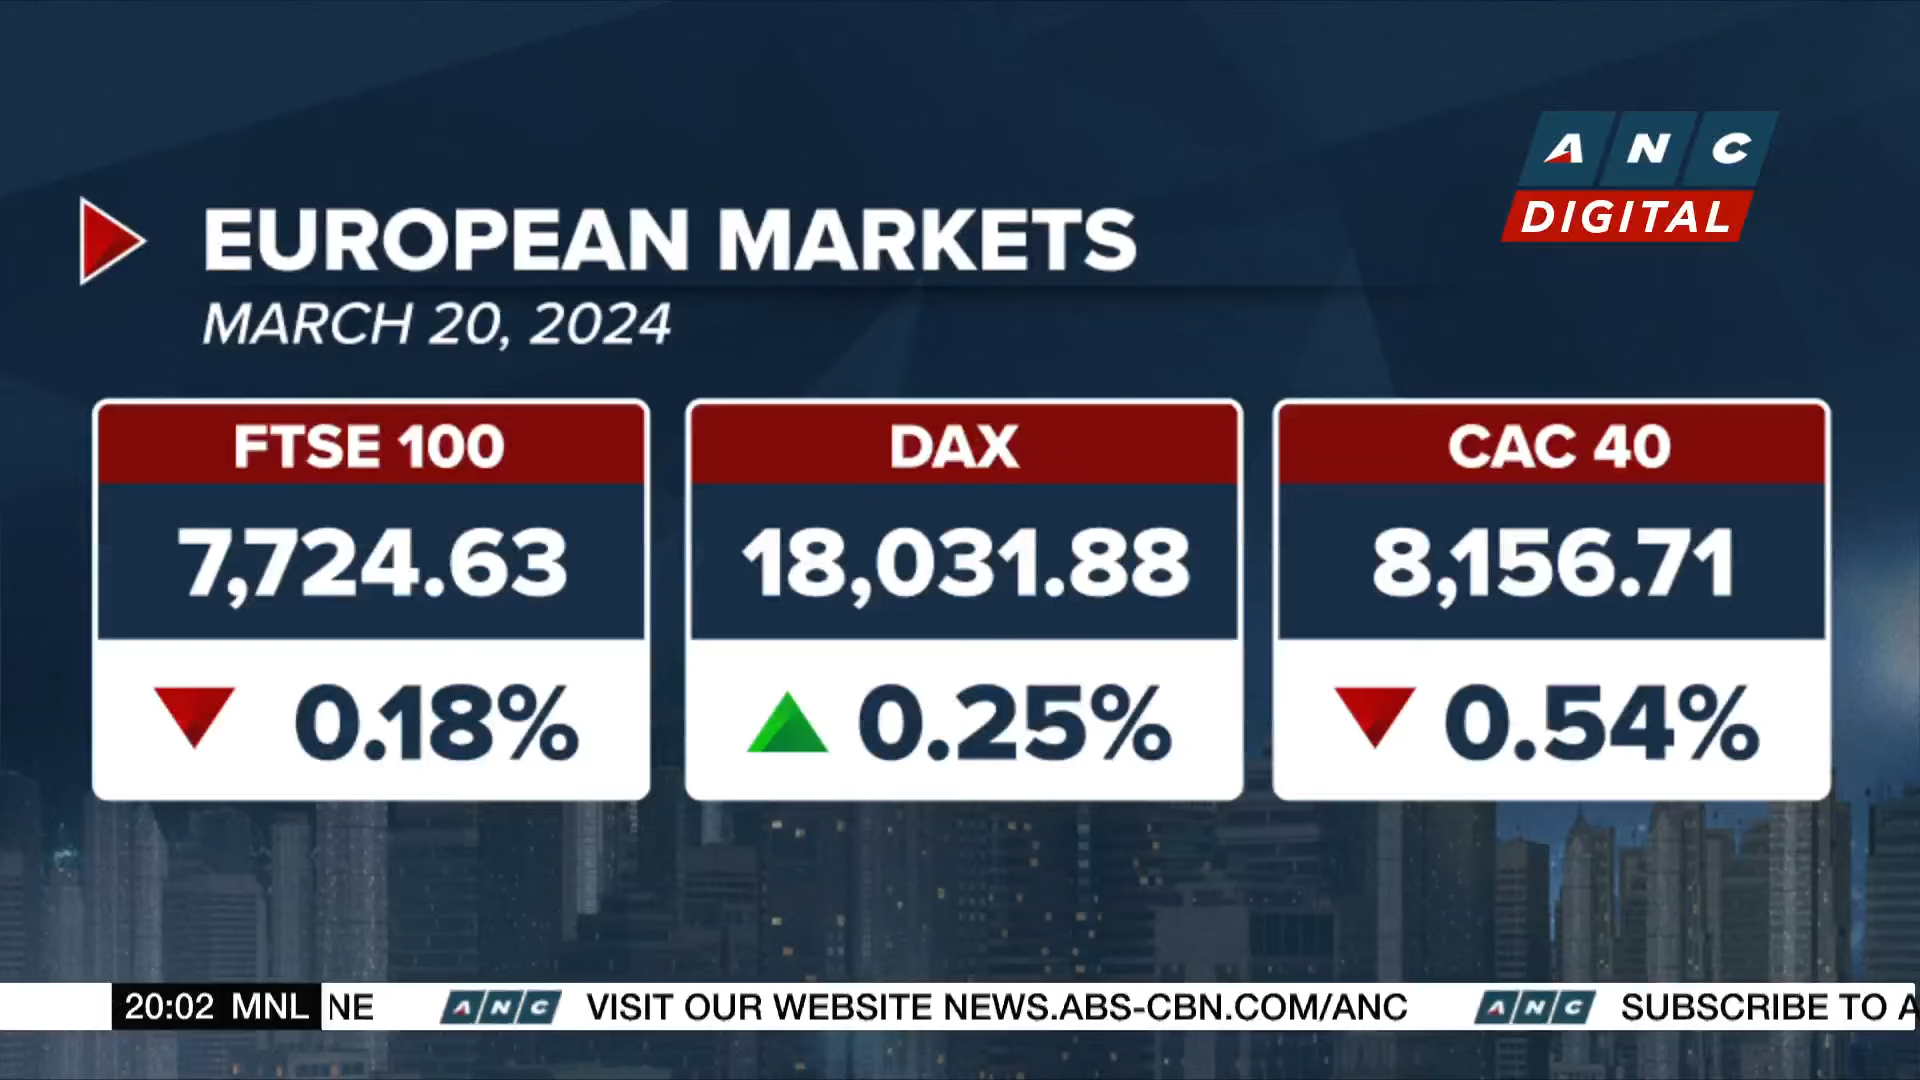 ANC
DIGITAL
EUROPEAN MARKETS
MARCH 20, 2024
FTSE 100
7,724.63
0.18%
DAX
18,031.88
0.25%
CAC 40
8,156.71
0.54%
20:02 MNL NE ANC VISIT OUR WEBSITE NEWS.ABS-CBN.COM/ANC ANC SUBSCRIBE TO A